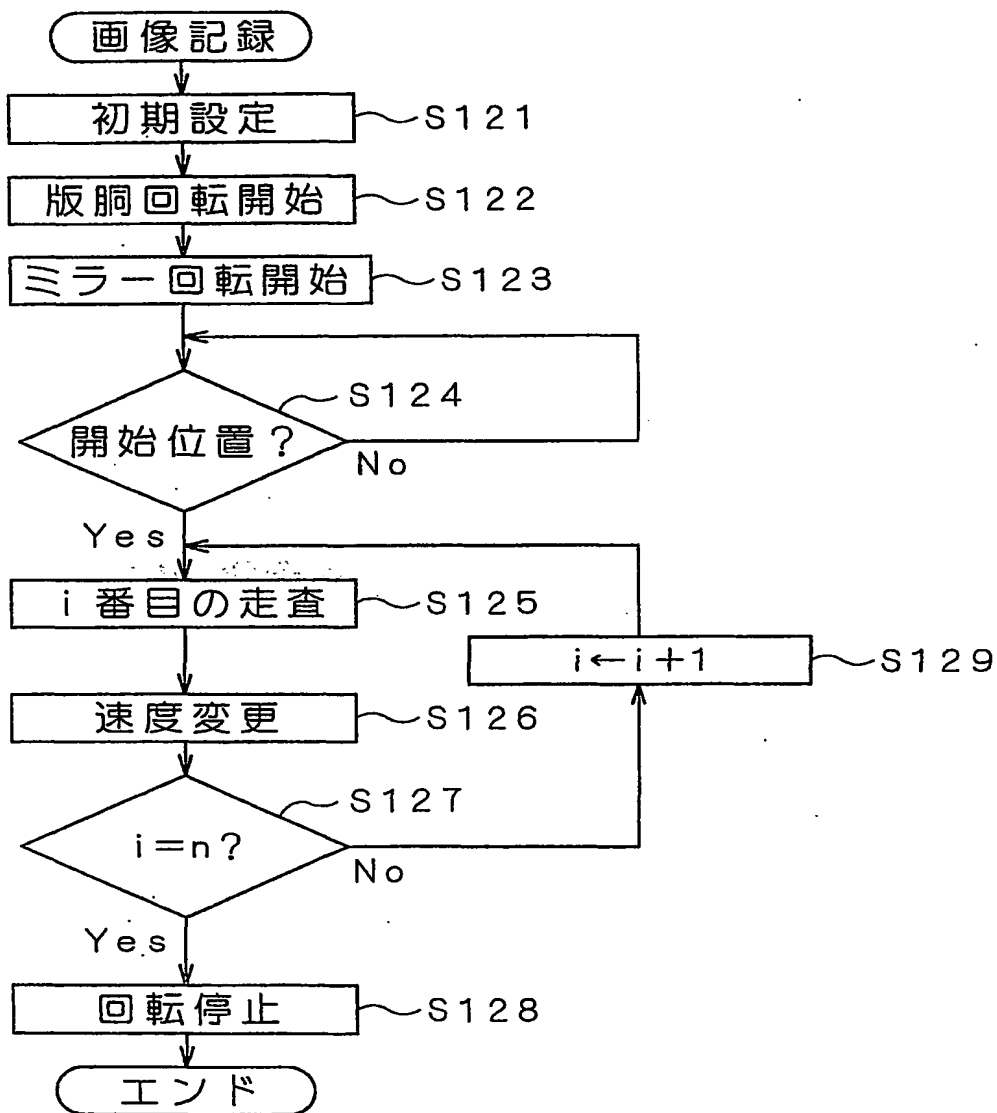 画像記録
初期設定 S121
版胴回転開始 S122
ミラー回転開始 S123
S124
開始位置?
No
Yes
i番目の走査 S125
i←i+1 S129
速度変更 S126
S127
i=n?
No
Yes
回転停止 S128
エンド